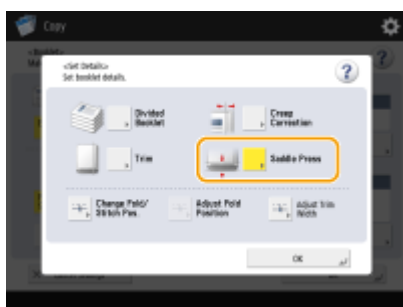 Copy
<Set Details>
Set booklet details.
?
Divided
Booklet
Creep
Correction
Trim
Saddle Press
Change Fold/
Stitch Pos.
Adjust Fold
Position
Adjust Trim
Width
OK